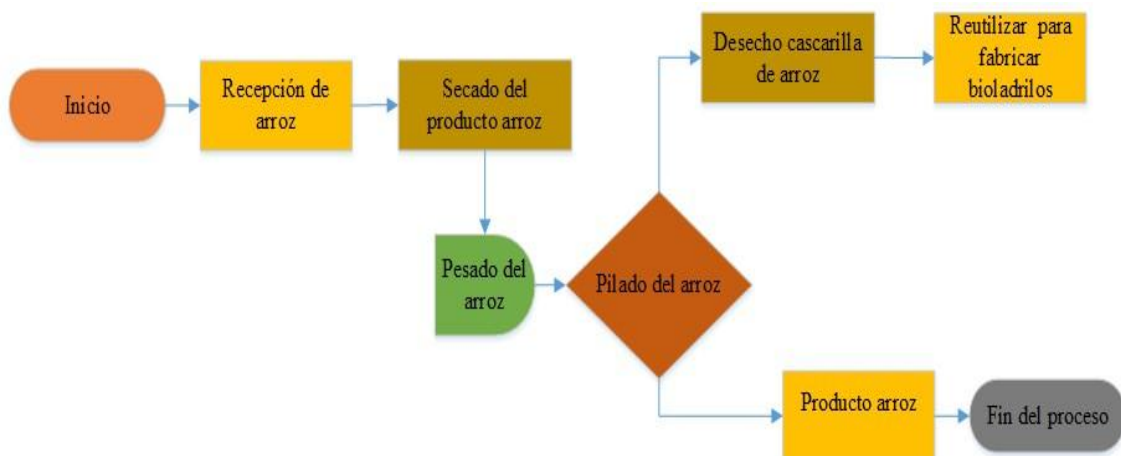 Inicio
Recepción de
arroz
Secado del
producto arroz
Pesado del
arroz
Pilado del arroz
Desecho cascarilla
de arroz
Reutilizar para
fabricar
bioladrilos
Producto arroz
Fin del proceso